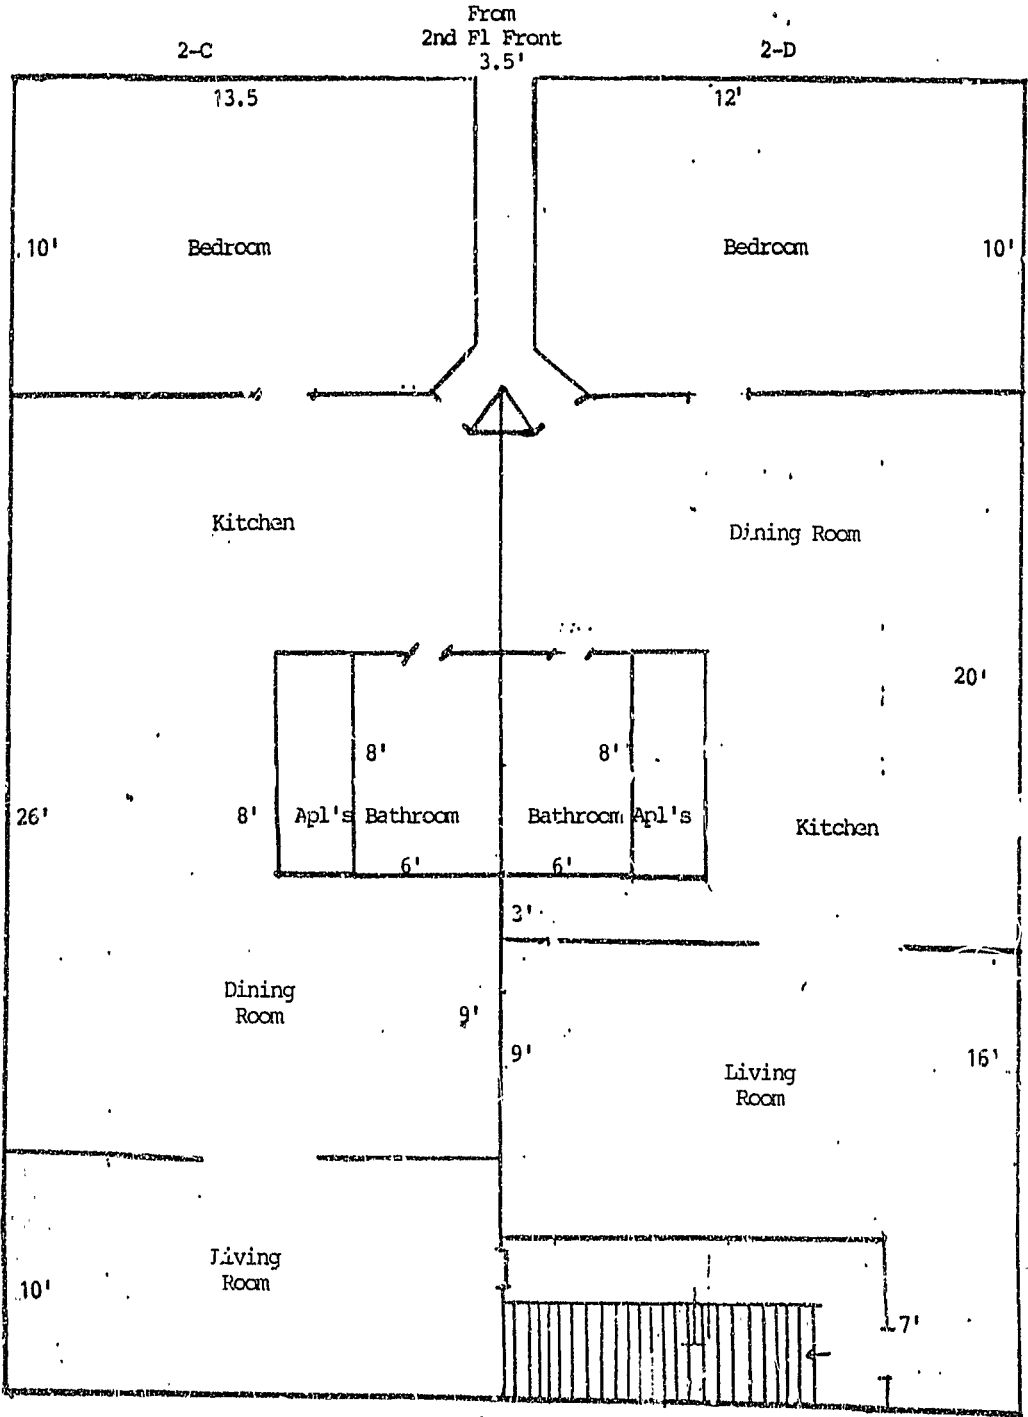 From
2nd Fl Front
2-C
3.5'
2-D
13.5
12'
10'
Bedroom
Bedroom
10'
Kitchen
Dining Room
20'
8'
8'
26'
8'
Apl's
Bathroom
Bathroom
Apl's
Kitchen
6'
6'
3'
Dining
Room
9'
9'
16'
Living
Room
Living
Room
10'
7'